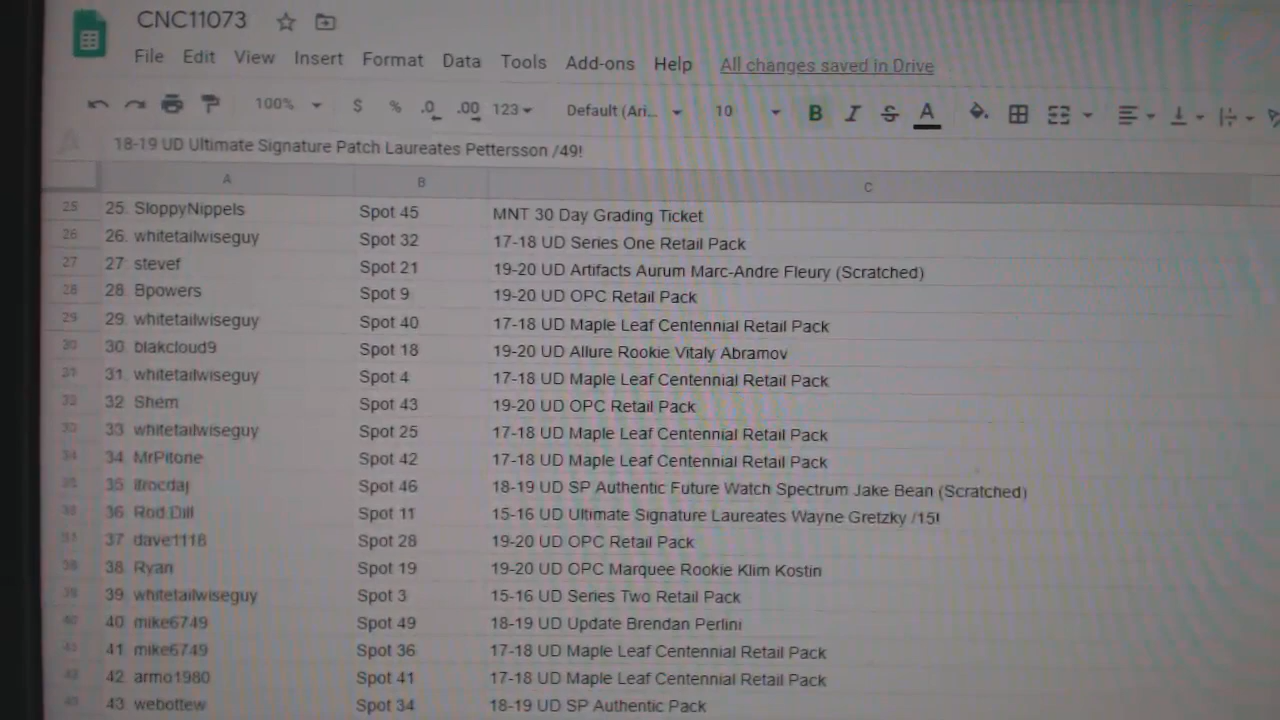 CNC11073
File Edit View Insert Format Data Tools Add-ons Help All changes saved in Drive
100% $ % .0 .00 123 Default (Ari... 10 B I S A
18-19 UD Ultimate Signature Patch Laureates Pettersson /49!
A B C
25 25. SloppyNippels Spot 45 MNT 30 Day Grading Ticket
26 26. whitetailwiseguy Spot 32 17-18 UD Series One Retail Pack
27 27. stevef Spot 21 19-20 UD Artifacts Aurum Marc-Andre Fleury (Scratched)
28 28. Bpowers Spot 9 19-20 UD OPC Retail Pack
29 29. whitetailwiseguy Spot 40 17-18 UD Maple Leaf Centennial Retail Pack
30 30. blakcloud9 Spot 18 19-20 UD Allure Rookie Vitaly Abramov
31 31. whitetailwiseguy Spot 4 17-18 UD Maple Leaf Centennial Retail Pack
32 32. Shem Spot 43 19-20 UD OPC Retail Pack
33 33. whitetailwiseguy Spot 25 17-18 UD Maple Leaf Centennial Retail Pack
34 34. MrPitone Spot 42 17-18 UD Maple Leaf Centennial Retail Pack
35 35. Spot 46 18-19 UD SP Authentic Future Watch Spectrum Jake Bean (Scratched)
36 36. Rod Dill Spot 11 15-16 UD Ultimate Signature Laureates Wayne Gretzky /15!
37 37. dave1118 Spot 28 19-20 UD OPC Retail Pack
38 38. Ryan Spot 19 19-20 UD OPC Marquee Rookie Klim Kostin
39 39. whitetailwiseguy Spot 3 15-16 UD Series Two Retail Pack
40 40. mike6749 Spot 49 18-19 UD Update Brendan Perlini
41 41. mike6749 Spot 36 17-18 UD Maple Leaf Centennial Retail Pack
42 42. armo1980 Spot 41 17-18 UD Maple Leaf Centennial Retail Pack
43 43. webottew Spot 34 18-19 UD SP Authentic Pack